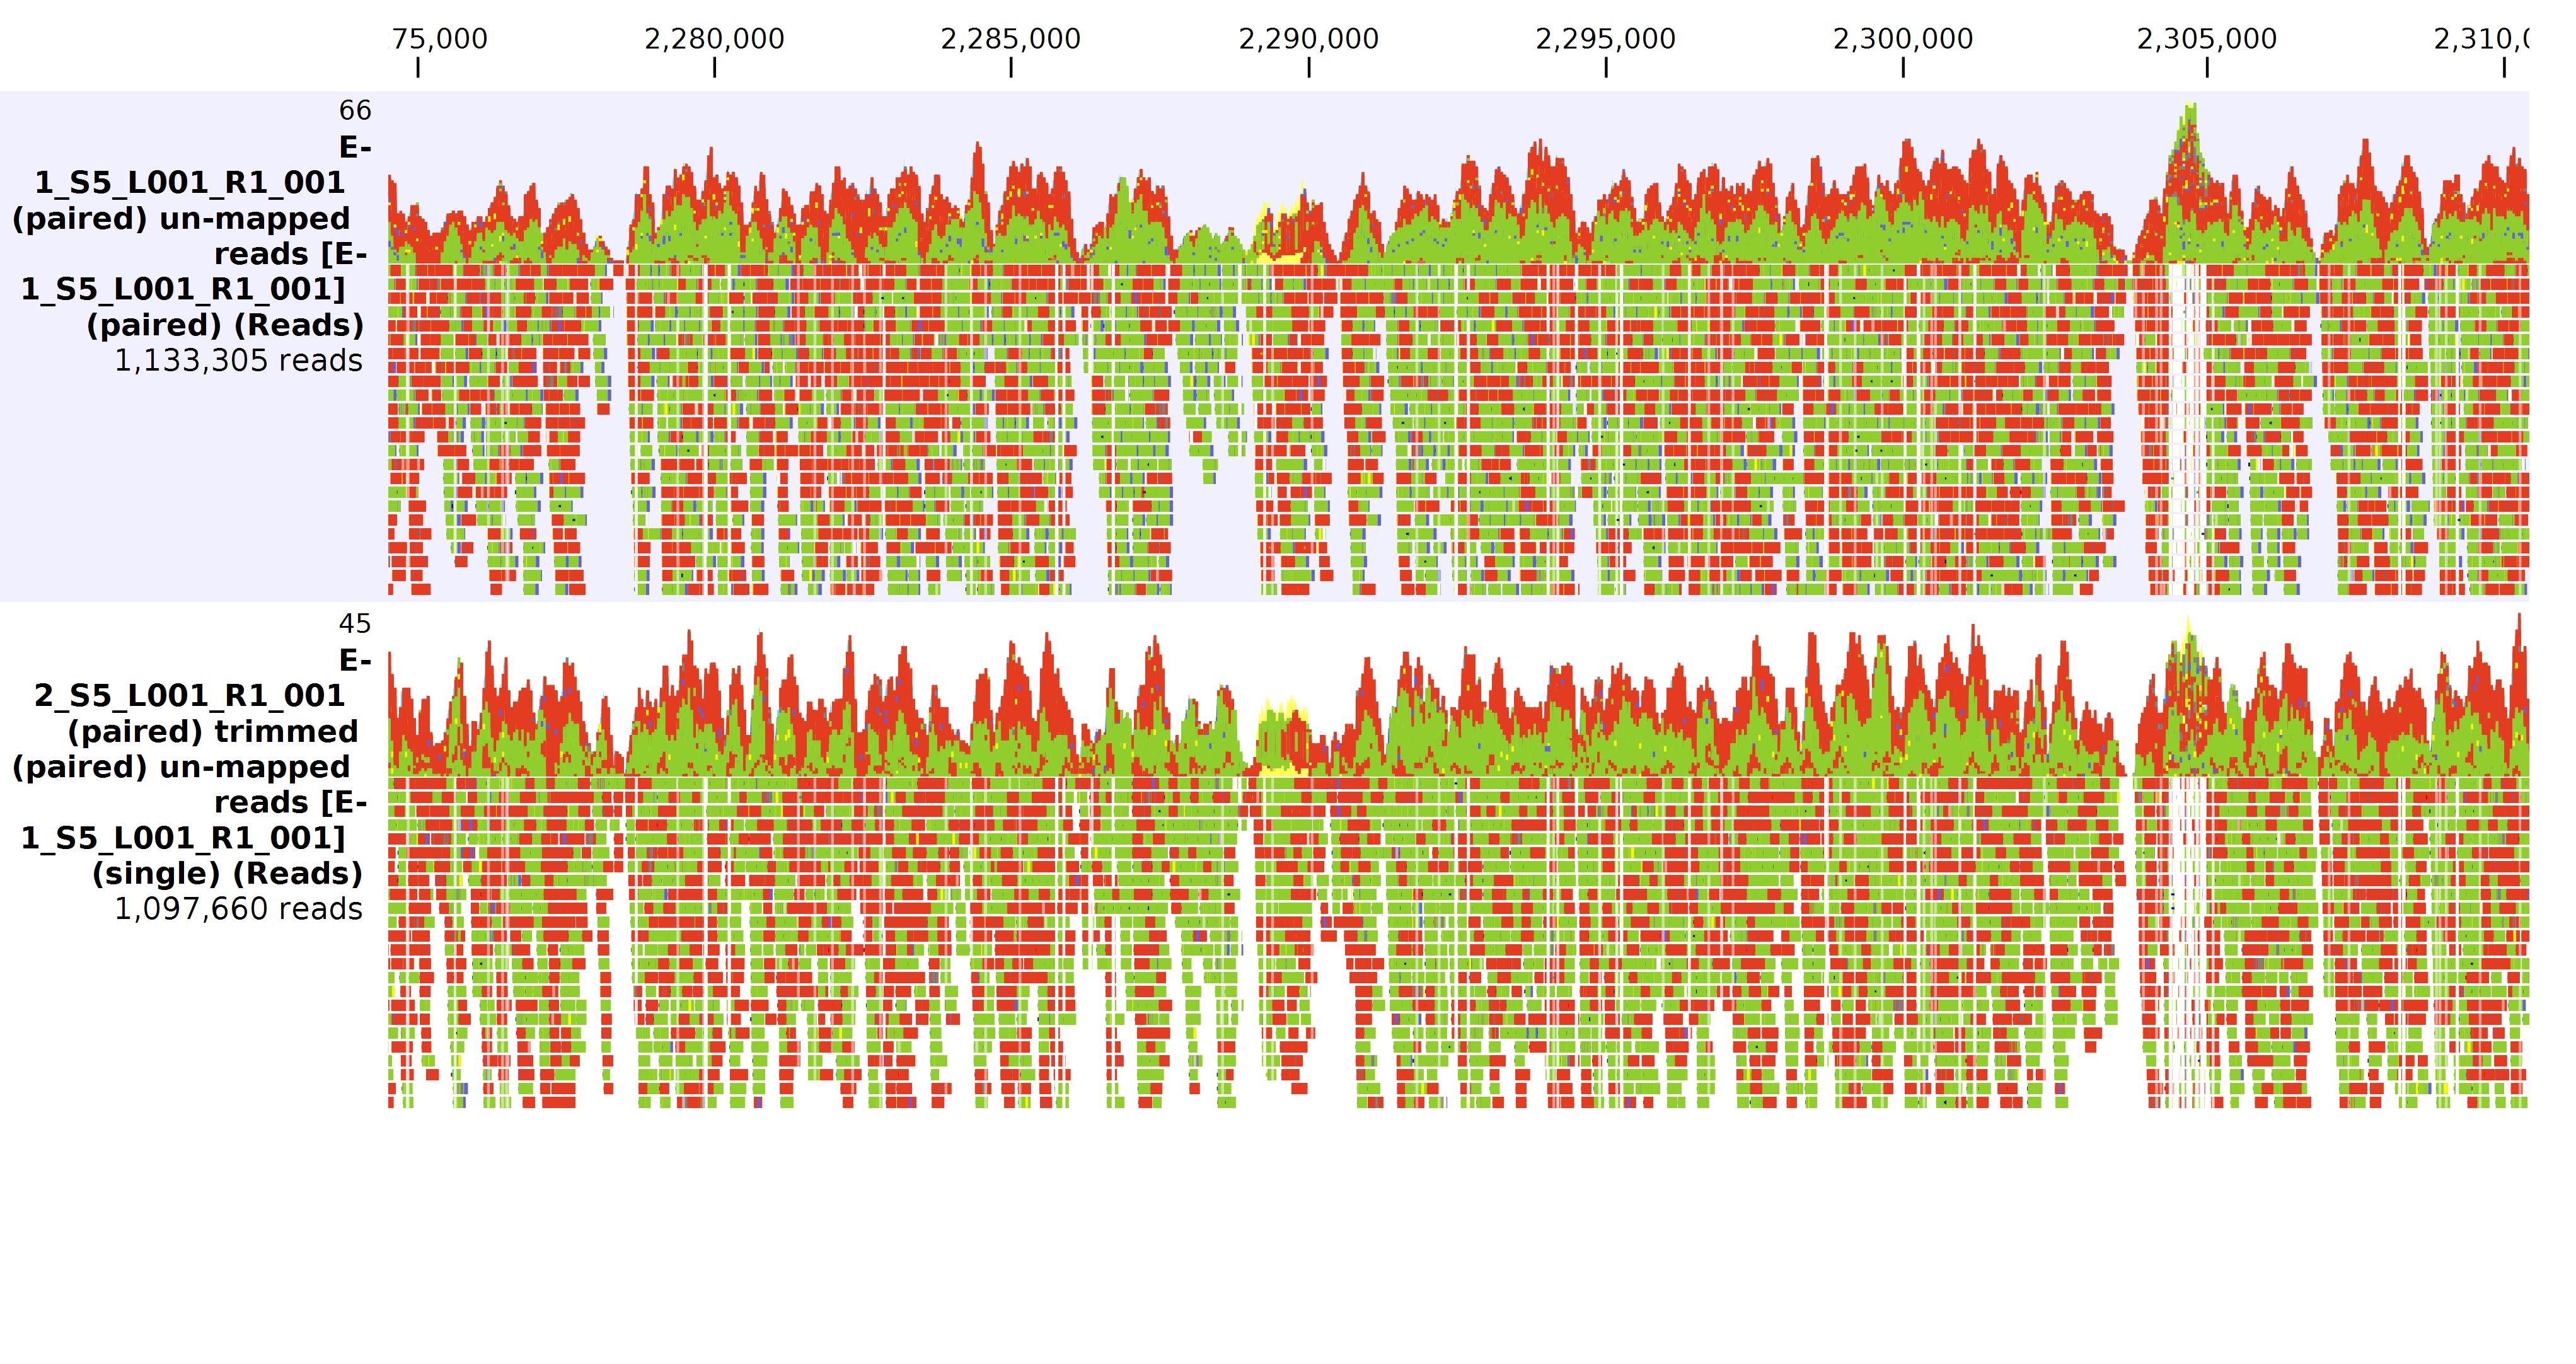 75,000 2,280,000 2,285,000 2,290,000 2,295,000 2,300,000 2,305,000 2,310,0
66
E-
1_S5_L001_R1_001
(paired) un-mapped
reads [E-
1_S5_L001_R1_001]
(paired) (Reads)
1,133,305 reads
45
E-
2_S5_L001_R1_001
(paired) trimmed
(paired) un-mapped
reads [E-
1_S5_L001_R1_001]
(single) (Reads)
1,097,660 reads